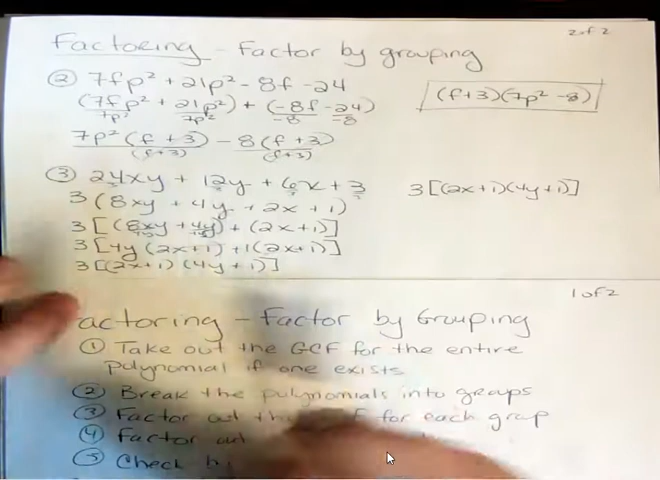 2 of 2
Factoring - Factor by grouping
② 7fp² + 21p² - 8f - 24
(7fp² + 21p²) + (-8f - 24)
7p² 7p² -8 -8
7p² (f + 3) - 8 (f + 3)
(f+3) (f+3)
(f+3)(7p² - 8)
③ 24xy + 12y + 6x + 3
3 (8xy + 4y + 2x + 1)
3 [(8xy + 4y) + (2x + 1)]
3 [4y (2x+1) + 1(2x+1)]
3 [(2x+1) (4y + 1)]
3 [(2x+1)(4y+1)]
1 of 2
actoring - Factor by Grouping
① Take out the GCF for the entire
polynomial if one exists
② Break the polynomials into groups
③ Factor out for each group
④ Factor out
⑤ Check